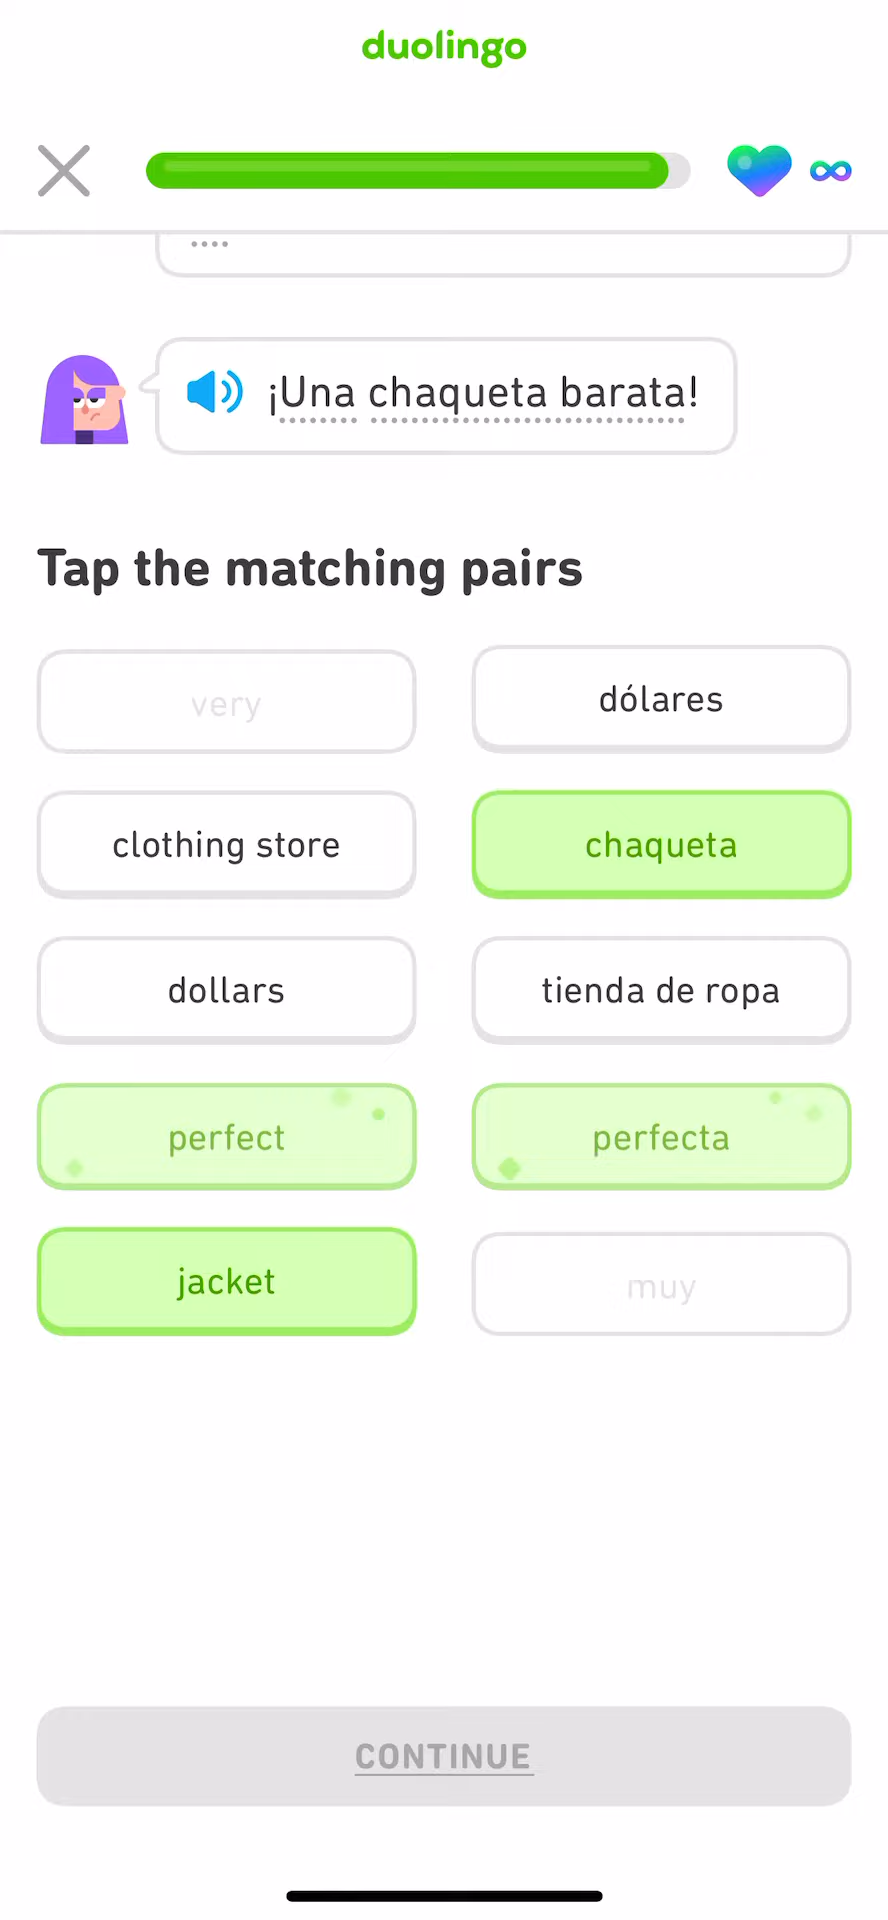 duolingo
¡Una chaqueta barata!
Tap the matching pairs
very
dólares
clothing store
chaqueta
dollars
tienda de ropa
perfect
perfecta
jacket
muy
CONTINUE